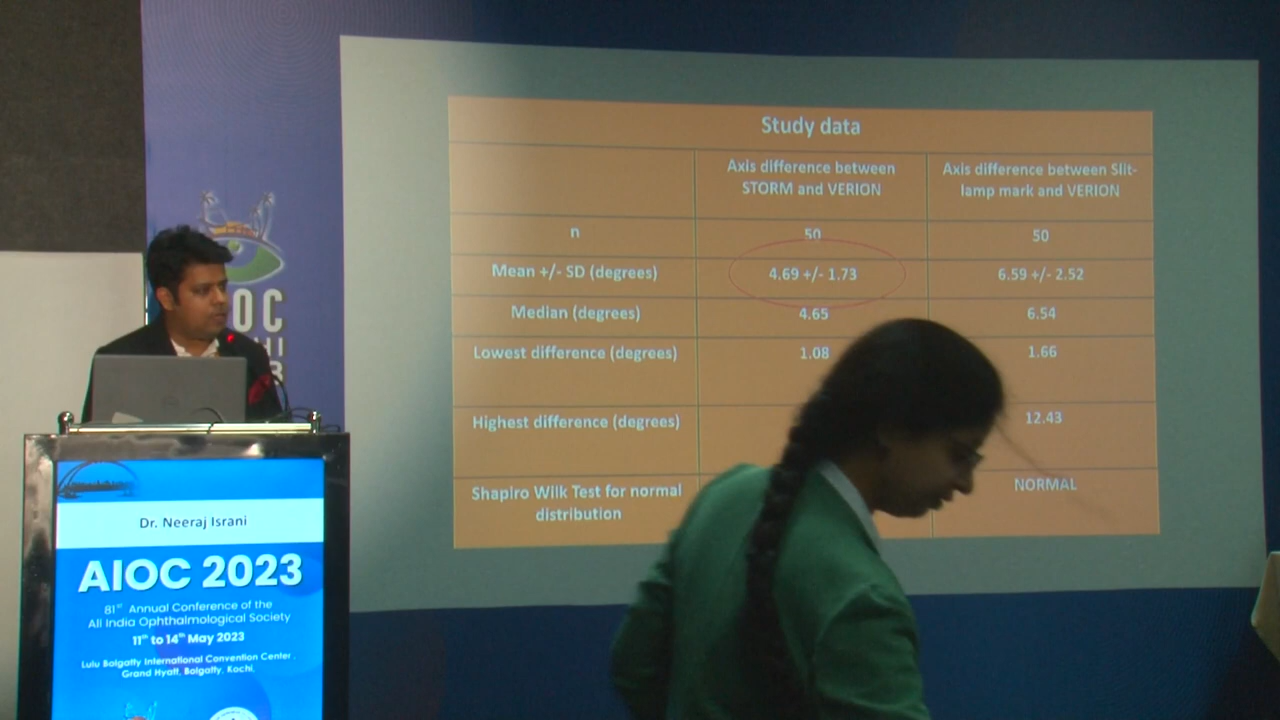 Study data
Axis difference between
STORM and VERION
Axis difference between Slit-
lamp mark and VERION
n
50
50
Mean +/- SD (degrees)
4.69 +/- 1.73
6.59 +/- 2.52
Median (degrees)
4.65
6.54
Lowest difference (degrees)
1.08
1.66
Highest difference (degrees)
12.43
Shapiro Wilk Test for normal
distribution
NORMAL
OC
HI
3
Dr. Neeraj Israni
AIOC 2023
81st Annual Conference of the
All India Ophthalmological Society
11th to 14th May 2023
Lulu Bolgatty International Convention Center,
Grand Hyatt, Bolgatty, Kochi.